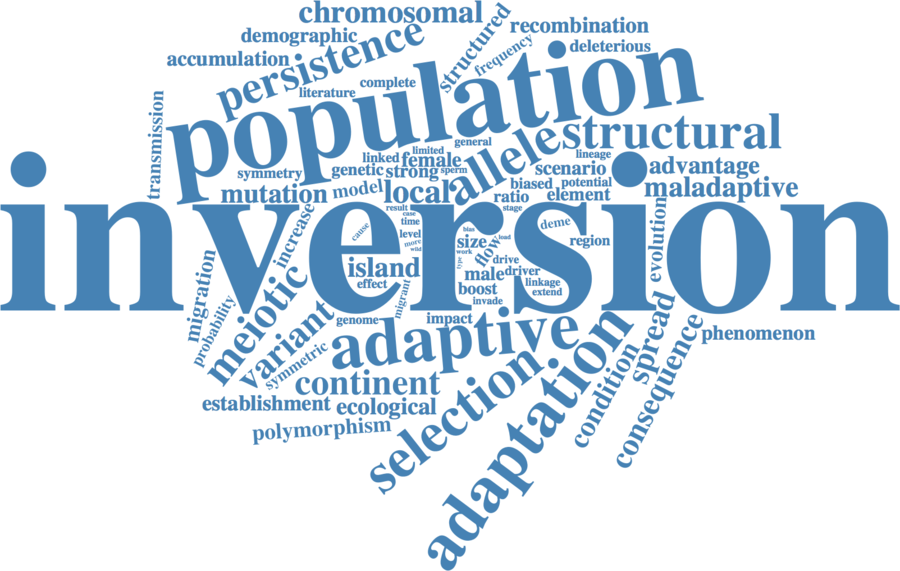 chromosomal
demographic
structured
recombination
accumulation
persistence
frequency
deleterious
literature
complete
population
transmission
general
limited
linked
female
allele
structural
lineage
symmetry
genetic
strong
sperm
scenario
advantage
mutation
model
local
biased
potential
ratio
element
maladaptive
inversion
result
case
stage
time
cause
level
more
wild
bias
size
load
work
flow
deme
region
evolution
increase
migration
island
effect
type
drive
male
driver
linkage
boost
extend
invade
migrant
meiotic
probability
variant
genome
impact
adaptive
spread
phenomenon
symmetric
continent
selection
adaptation
condition
consequence
establishment
ecological
polymorphism